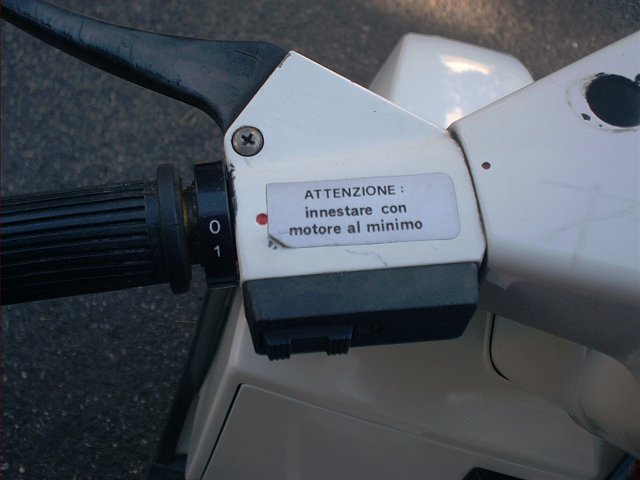 ATTENZIONE :
innestare con
motore al minimo
0
1